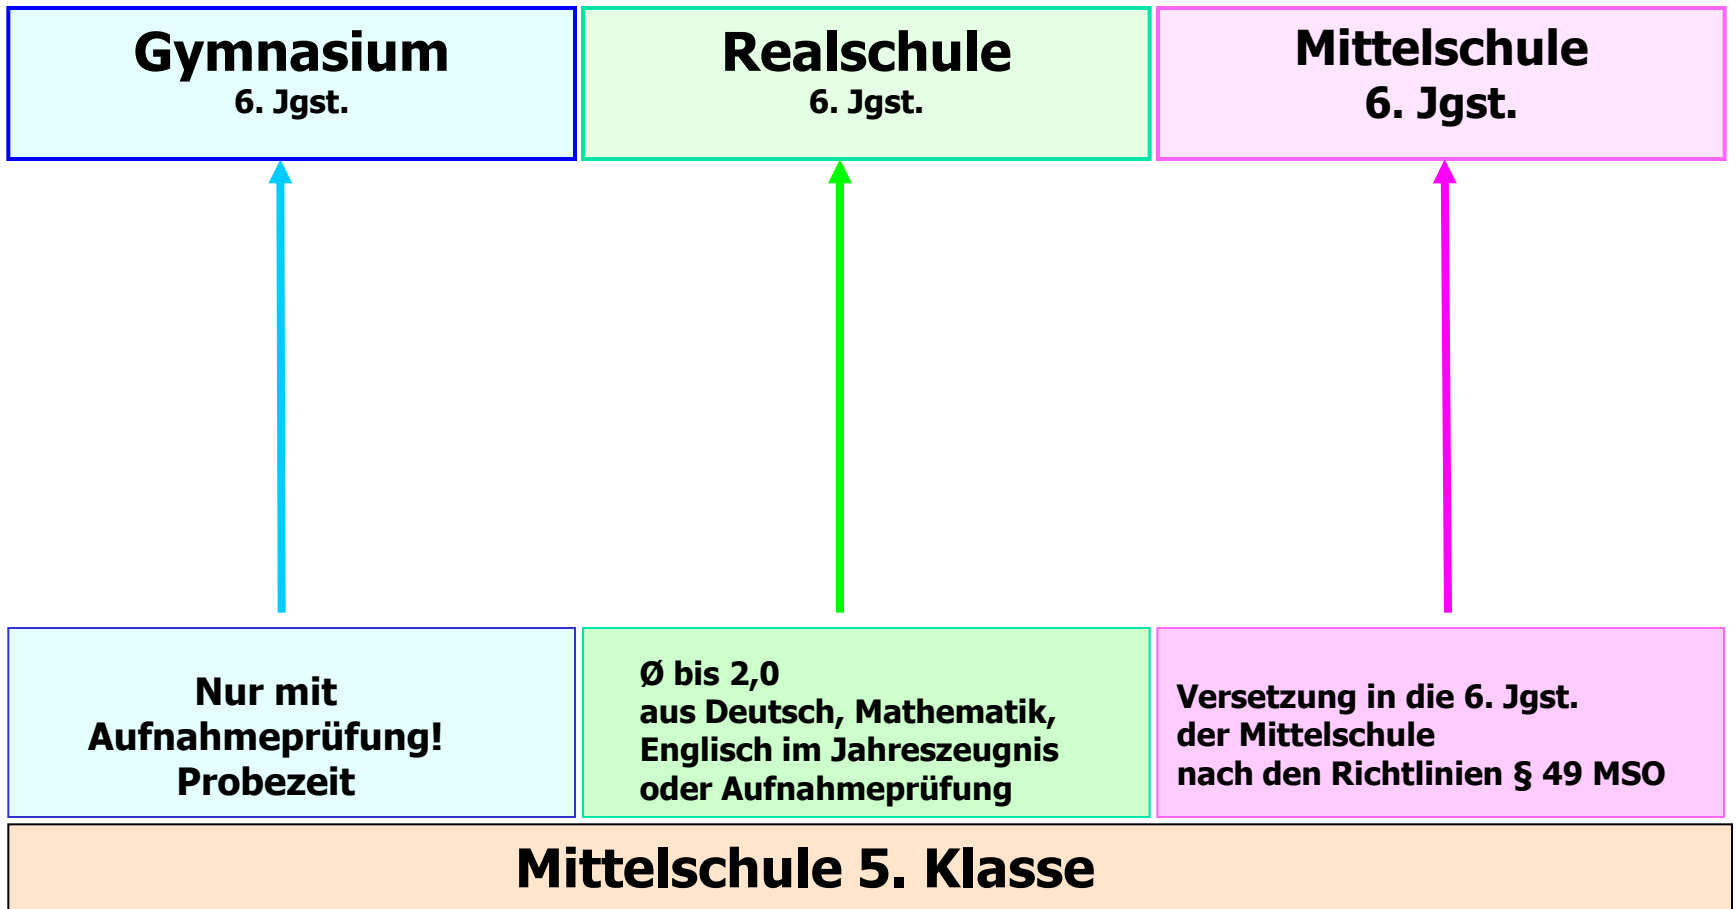 Gymnasium
6. Jgst.
Realschule
6. Jgst.
Mittelschule
6. Jgst.
Nur mit
Aufnahmeprüfung!
Probezeit
Ø bis 2,0
aus Deutsch, Mathematik,
Englisch im Jahreszeugnis
oder Aufnahmeprüfung
Versetzung in die 6. Jgst.
der Mittelschule
nach den Richtlinien § 49 MSO
Mittelschule 5. Klasse